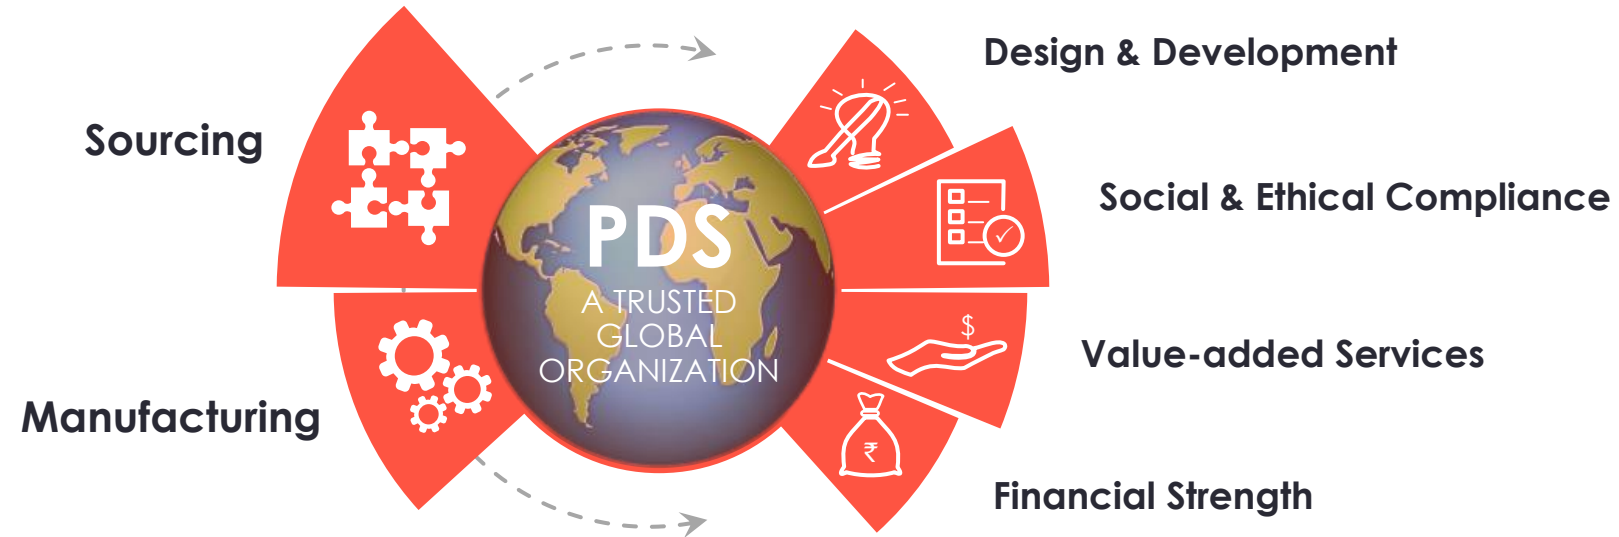 Sourcing
Manufacturing
PDS
A TRUSTED
GLOBAL
ORGANIZATION
Design & Development
Social & Ethical Compliance
$
Value-added Services
₹
Financial Strength